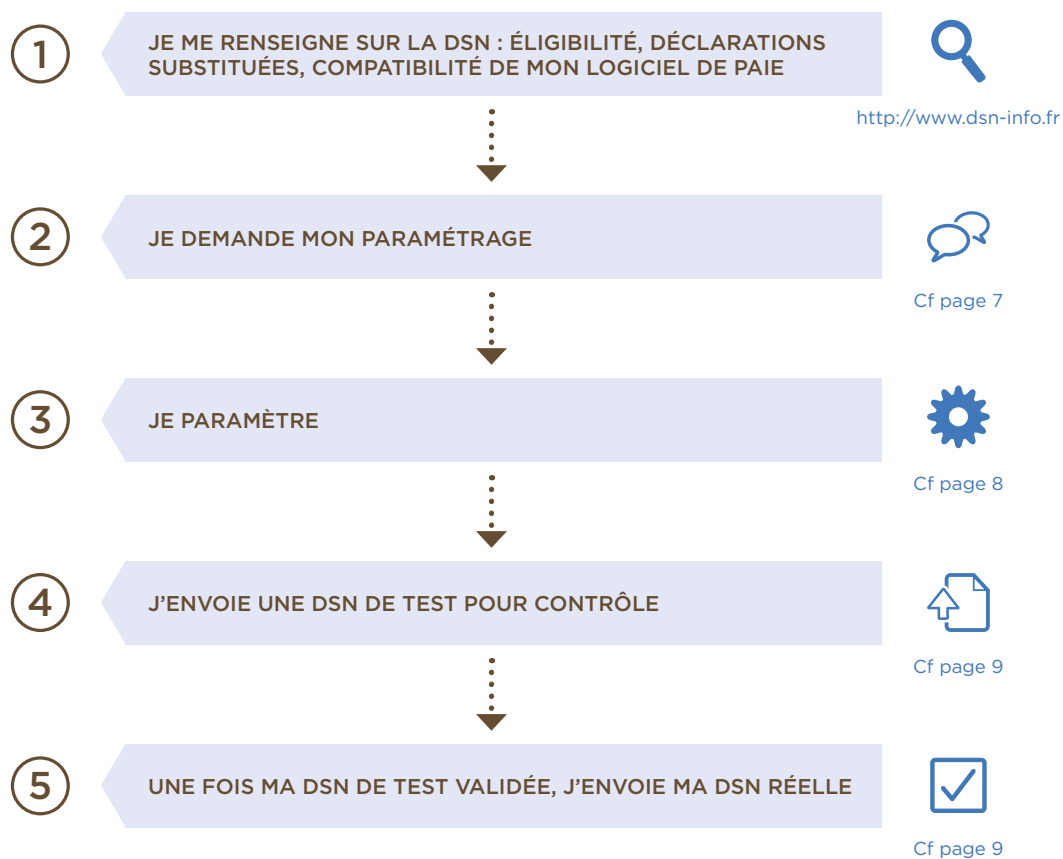 1
JE ME RENSEIGNE SUR LA DSN : ÉLIGIBILITÉ, DÉCLARATIONS
SUBSTITUÉES, COMPATIBILITÉ DE MON LOGICIEL DE PAIE
http://www.dsn-info.fr
2
JE DEMANDE MON PARAMÉTRAGE
Cf page 7
3
JE PARAMÈTRE
Cf page 8
4
J’ENVOIE UNE DSN DE TEST POUR CONTRÔLE
Cf page 9
5
UNE FOIS MA DSN DE TEST VALIDÉE, J’ENVOIE MA DSN RÉELLE
Cf page 9